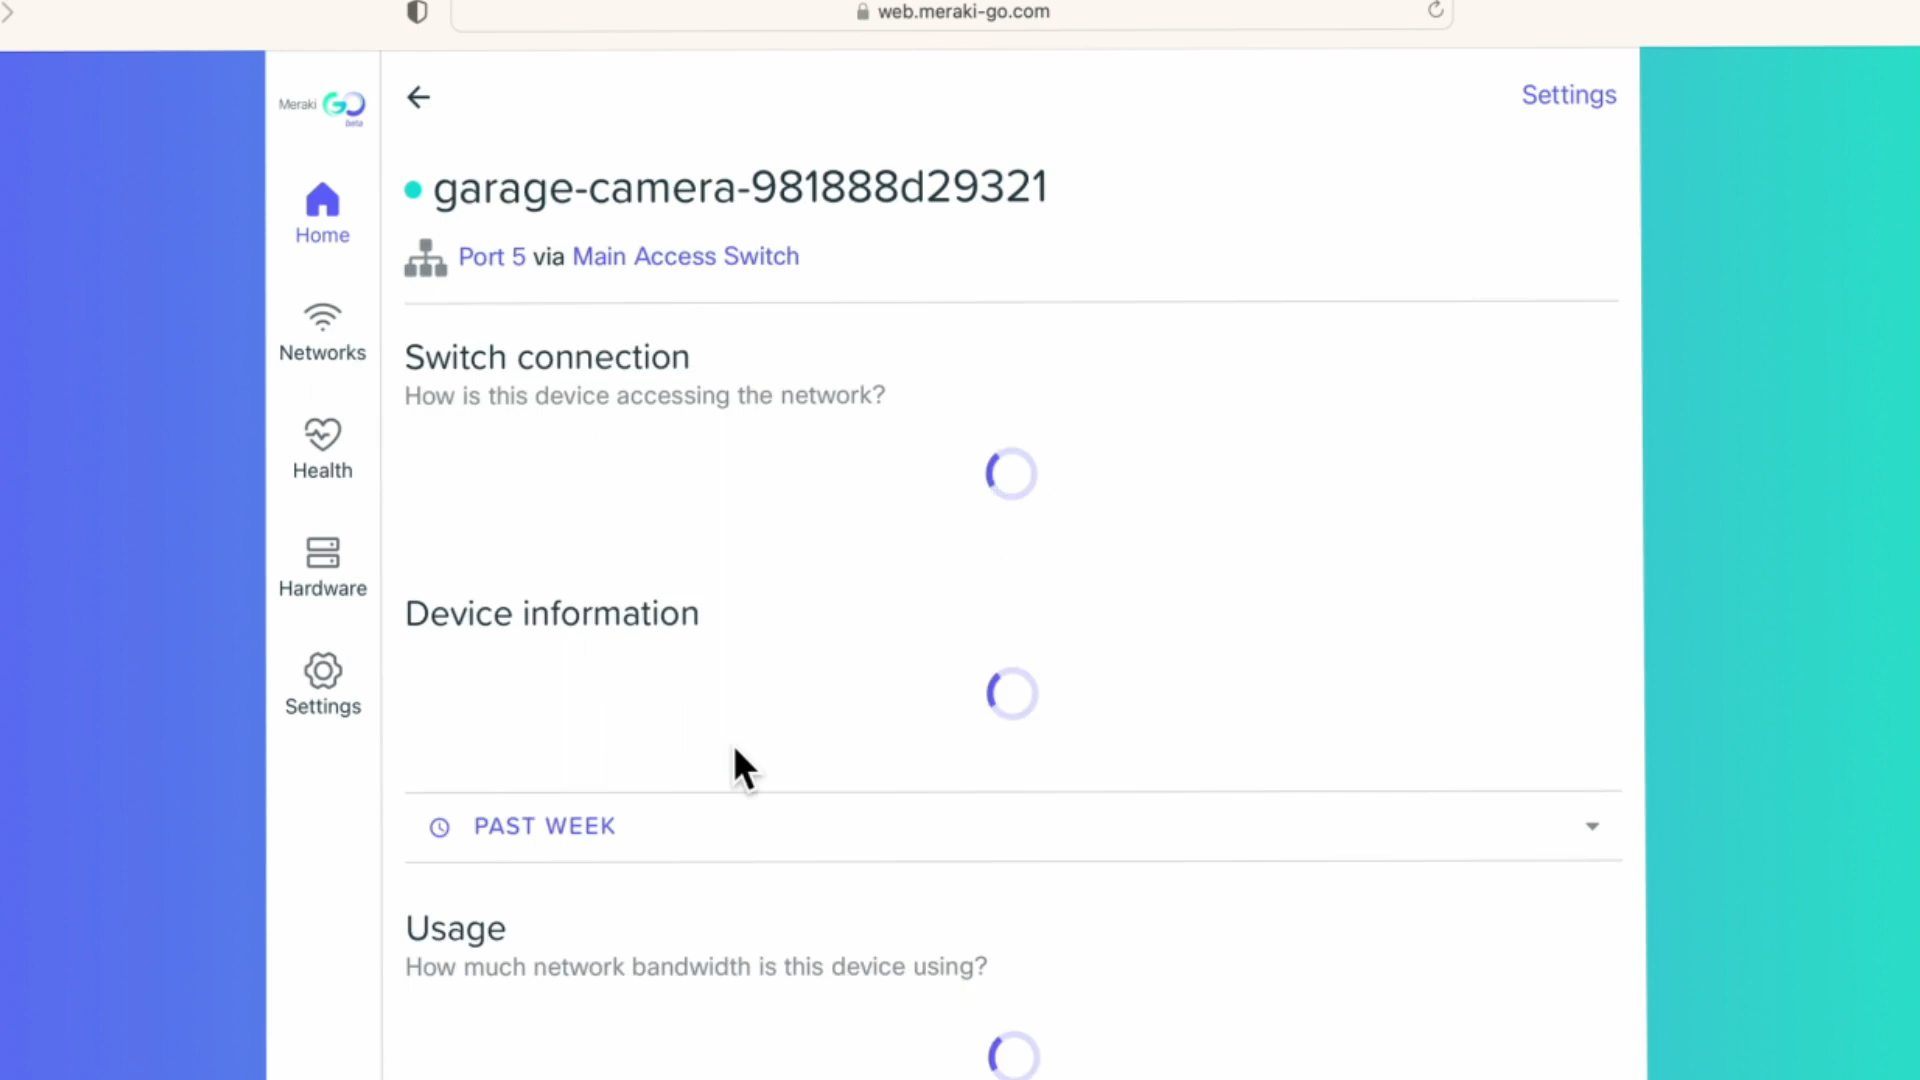 web.meraki-go.com
Meraki GO
beta
Settings
garage-camera-981888d29321
Port 5 via Main Access Switch
Home
Networks
Health
Hardware
Settings
Switch connection
How is this device accessing the network?
Device information
PAST WEEK
Usage
How much network bandwidth is this device using?